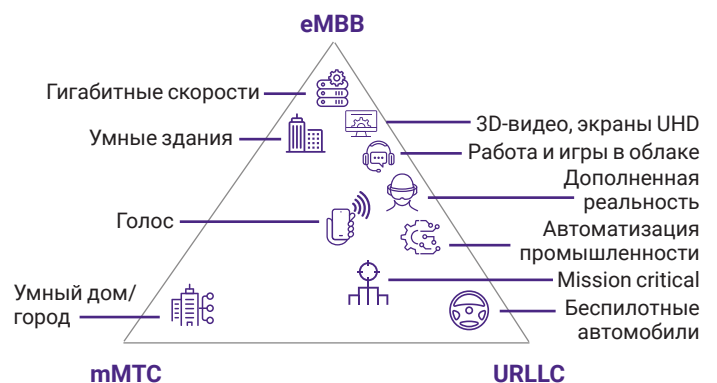 eMBB
Гигабитные скорости
Умные здания
3D-видео, экраны UHD
Работа и игры в облаке
Дополненная
реальность
Голос
Автоматизация
промышленности
Mission critical
Умный дом/
город
Беспилотные
автомобили
mMTC
URLLC